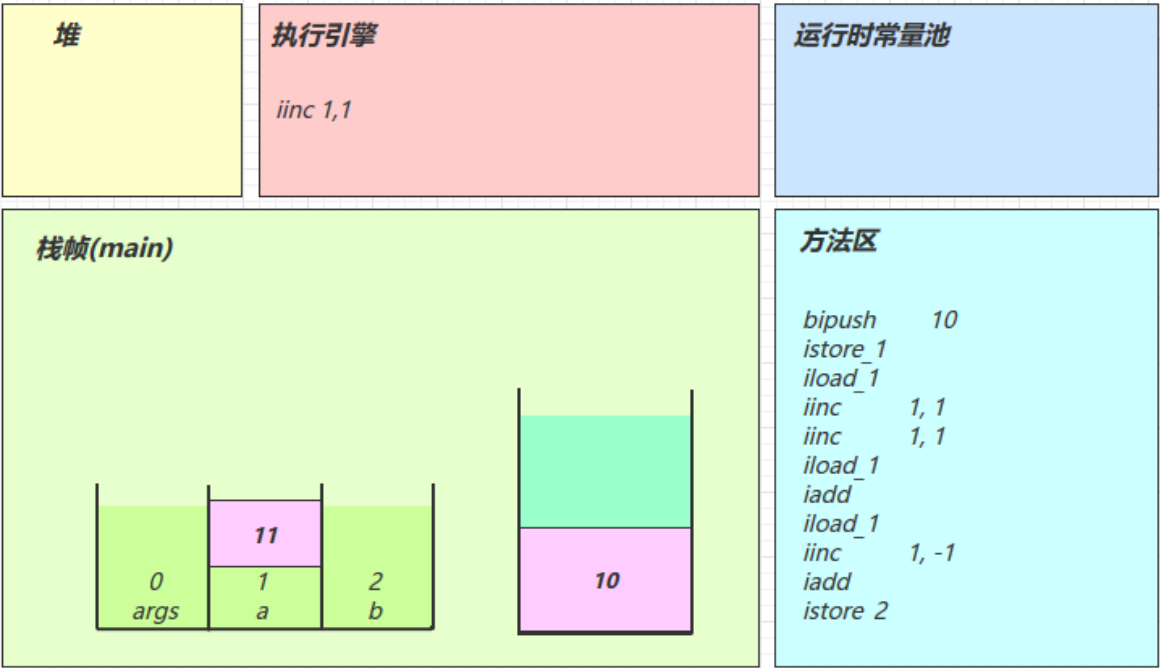 堆
执行引擎
iinc 1,1
运行时常量池
栈帧(main)
11
0
args
1
a
2
b
10
方法区
bipush 10
istore_1
iload_1
iinc 1, 1
iinc 1, 1
iload_1
iadd
iload_1
iinc 1, -1
iadd
istore 2